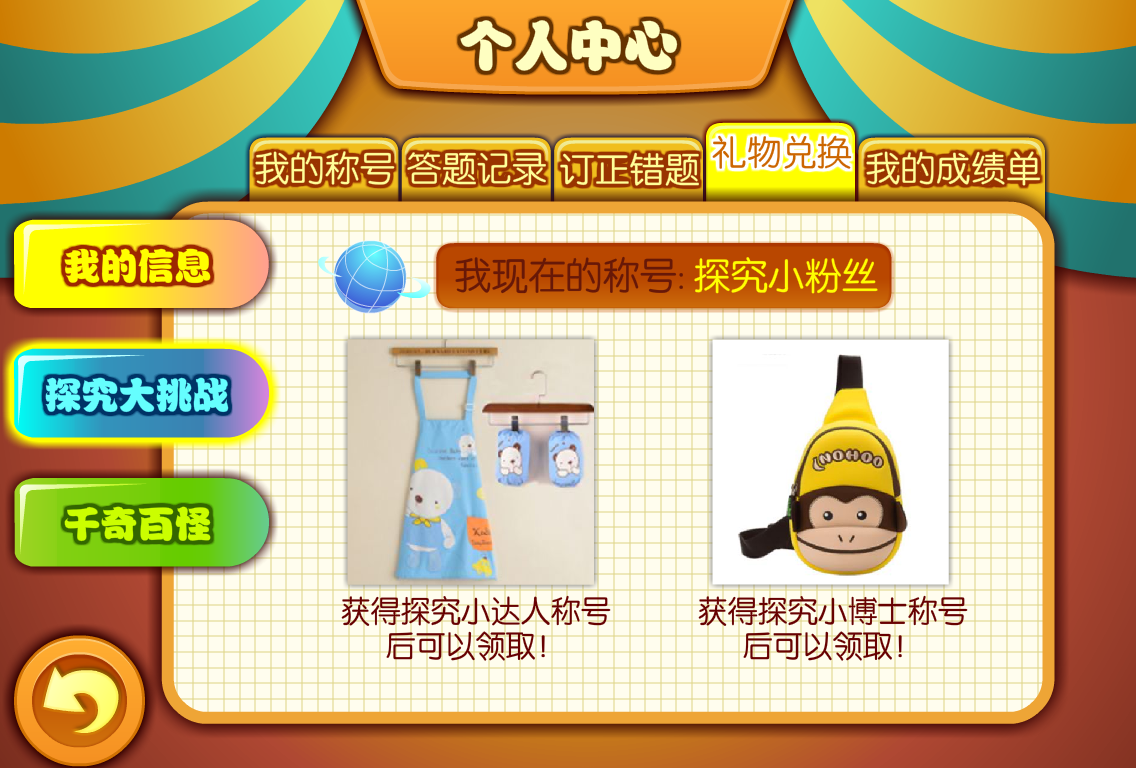 个人中心
我的称号
答题记录
订正错题
礼物兑换
我的成绩单
我的信息
探究大挑战
千奇百怪
我现在的称号: 探究小粉丝
NOHOO
获得探究小达人称号
后可以领取!
获得探究小博士称号
后可以领取!